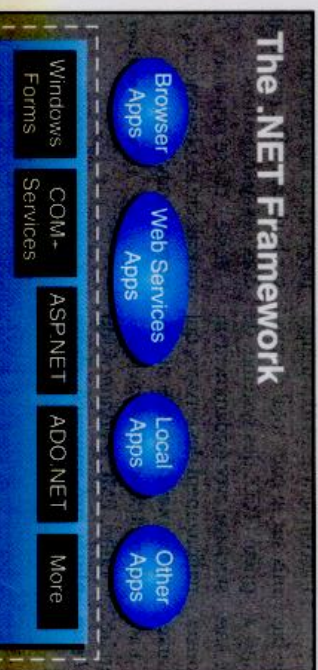 The .NET Framework
Browser
Apps
Web Services
Apps
Local
Apps
Other
Apps
Windows
Forms
COM+
Services
ASP.NET
ADO.NET
More